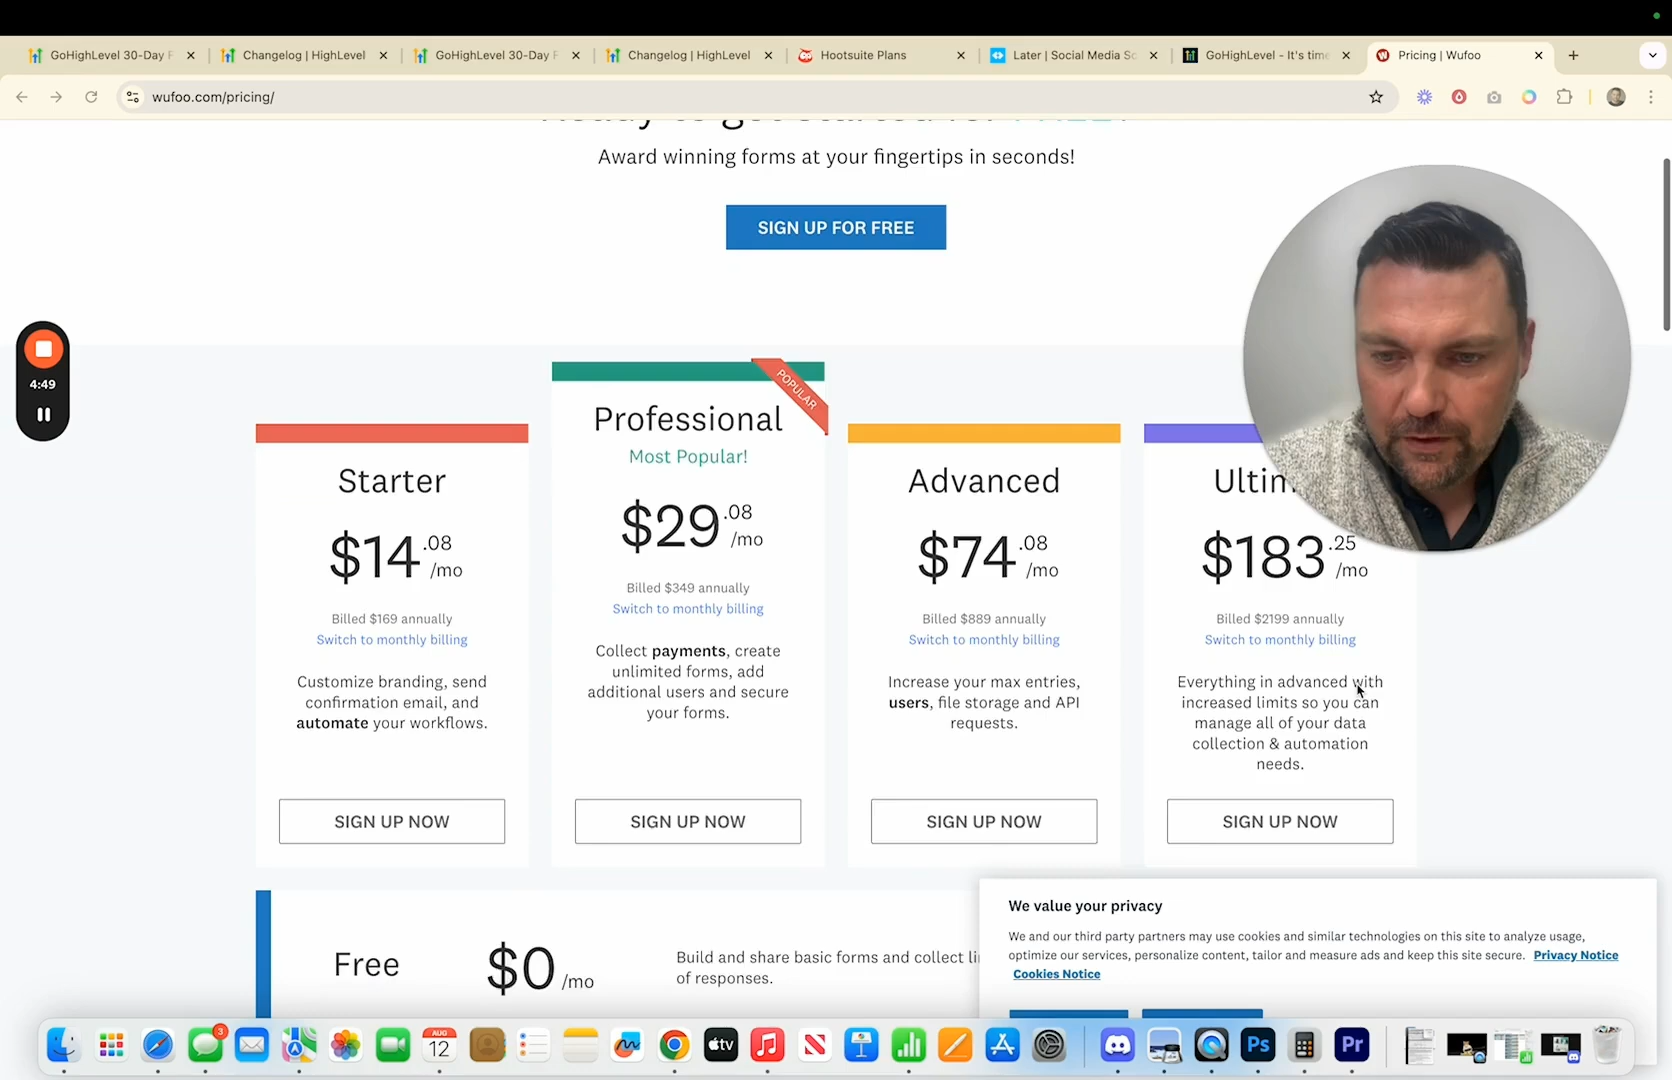 GoHighLevel 30-Day F
Changelog | HighLevel
GoHighLevel 30-Day F
Changelog | HighLevel
Hootsuite Plans
Later | Social Media Sc
GoHighLevel - It's time
Pricing | Wufoo
wufoo.com/pricing/
Award winning forms at your fingertips in seconds!
SIGN UP FOR FREE
4:49
Starter
$14.08/mo
Billed $169 annually
Switch to monthly billing
Customize branding, send
confirmation email, and
automate your workflows.
SIGN UP NOW
POPULAR
Professional
Most Popular!
$29.08/mo
Billed $349 annually
Switch to monthly billing
Collect payments, create
unlimited forms, add
additional users and secure
your forms.
SIGN UP NOW
Advanced
$74.08/mo
Billed $889 annually
Switch to monthly billing
Increase your max entries,
users, file storage and API
requests.
SIGN UP NOW
Ultim
$183.25/mo
Billed $2199 annually
Switch to monthly billing
Everything in advanced with
increased limits so you can
manage all of your data
collection & automation
needs.
SIGN UP NOW
Free
$0/mo
Build and share basic forms and collect li
of responses.
We value your privacy
We and our third party partners may use cookies and similar technologies on this site to analyze usage,
optimize our services, personalize content, tailor and measure ads and keep this site secure. Privacy Notice
Cookies Notice
3
AUG
12
tv
Ps
Pr